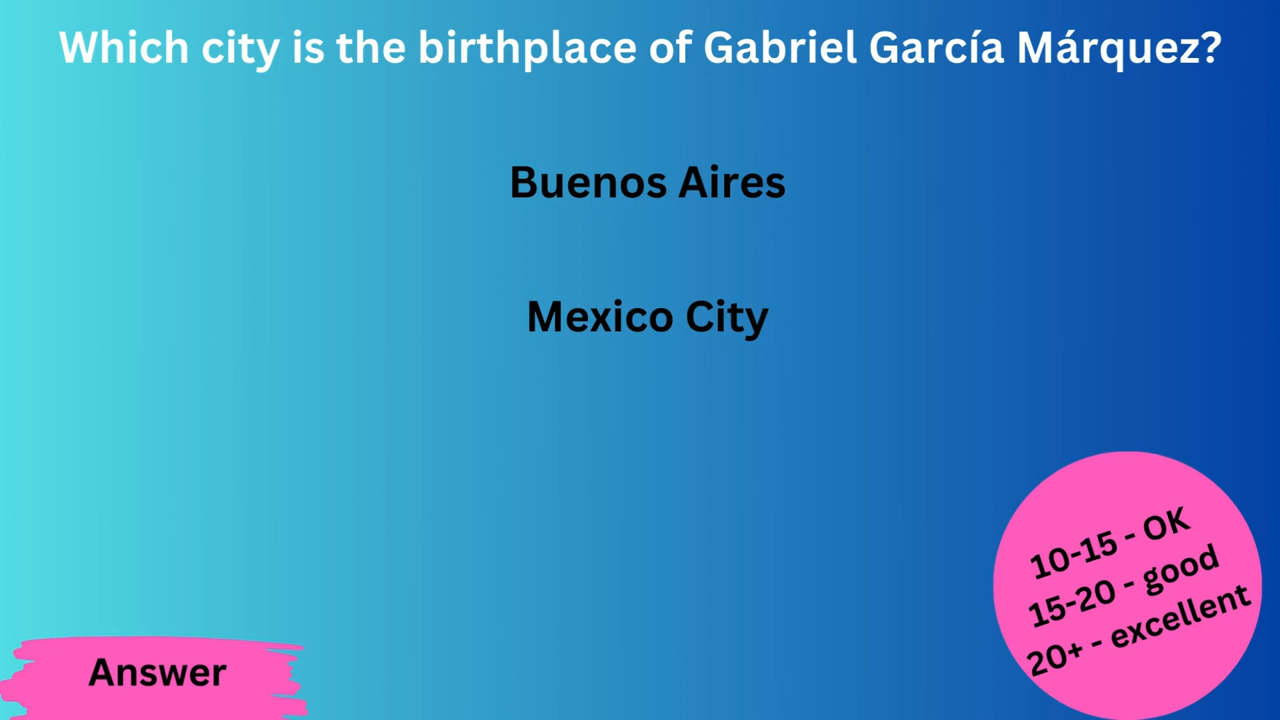 Which city is the birthplace of Gabriel García Márquez?
Buenos Aires
Mexico City
10-15 - OK
15-20 - good
20+ - excellent
Answer